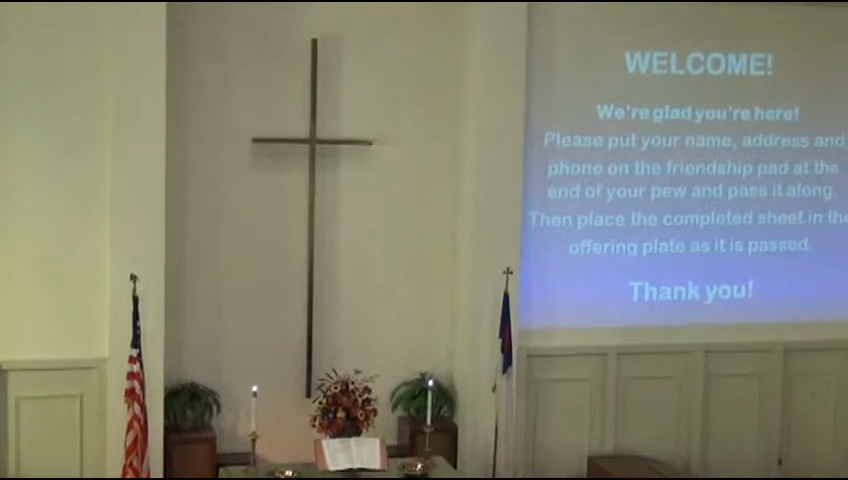 WELCOME!
We're glad you're here!
Please put your name, address and
phone on the friendship pad at the
end of your pew and pass it along.
Then place the completed sheet in the
offering plate as it is passed.
Thank you!